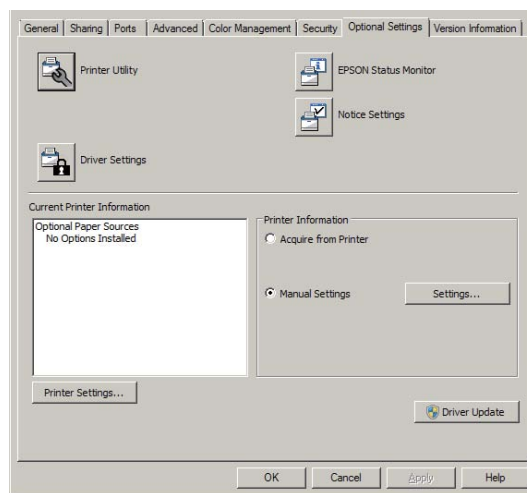 General Sharing Ports Advanced Color Management Security Optional Settings Version Information
Printer Utility
EPSON Status Monitor
Notice Settings
Driver Settings
Current Printer Information
Optional Paper Sources
No Options Installed
Printer Information
Acquire from Printer
Manual Settings
Settings...
Printer Settings...
Driver Update
OK Cancel Apply Help